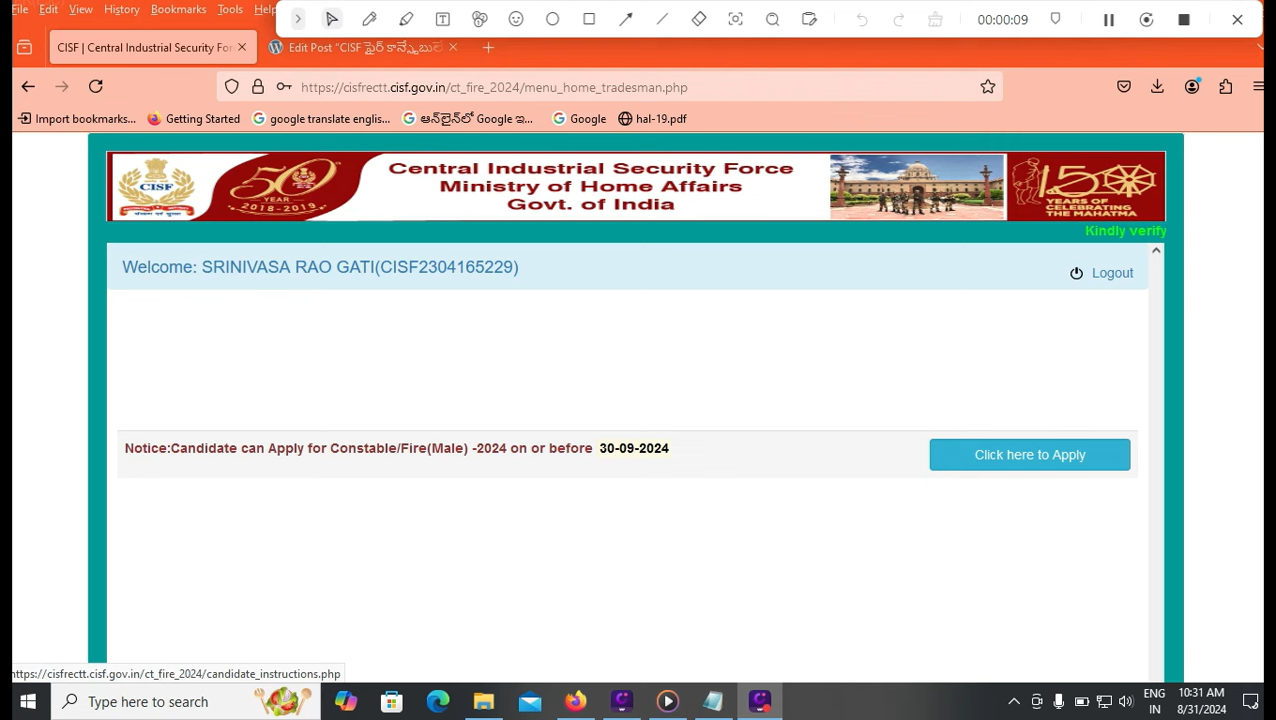 File Edit View History Bookmarks Tools
00:00:09
CISF | Central Industrial Security For
Edit Post "CISF ఫైర్ కానిస్టేబుల్
https://cisfrectt.cisf.gov.in/ct_fire_2024/menu_home_tradesman.php
Import bookmarks... Getting Started google translate englis... ఆన్‌లైన్‌లో Google ఇ... Google hal-19.pdf
CISF 50 YEAR 2018-2019 Central Industrial Security Force 150
Ministry of Home Affairs YEARS OF
Govt. of India CELEBRATING
THE MAHATMA
Kindly verify
Welcome: SRINIVASA RAO GATI(CISF2304165229)
Logout
Notice:Candidate can Apply for Constable/Fire(Male) -2024 on or before 30-09-2024
Click here to Apply
https://cisfrectt.cisf.gov.in/ct_fire_2024/candidate_instructions.php
Type here to search
ENG 10:31 AM
IN 8/31/2024